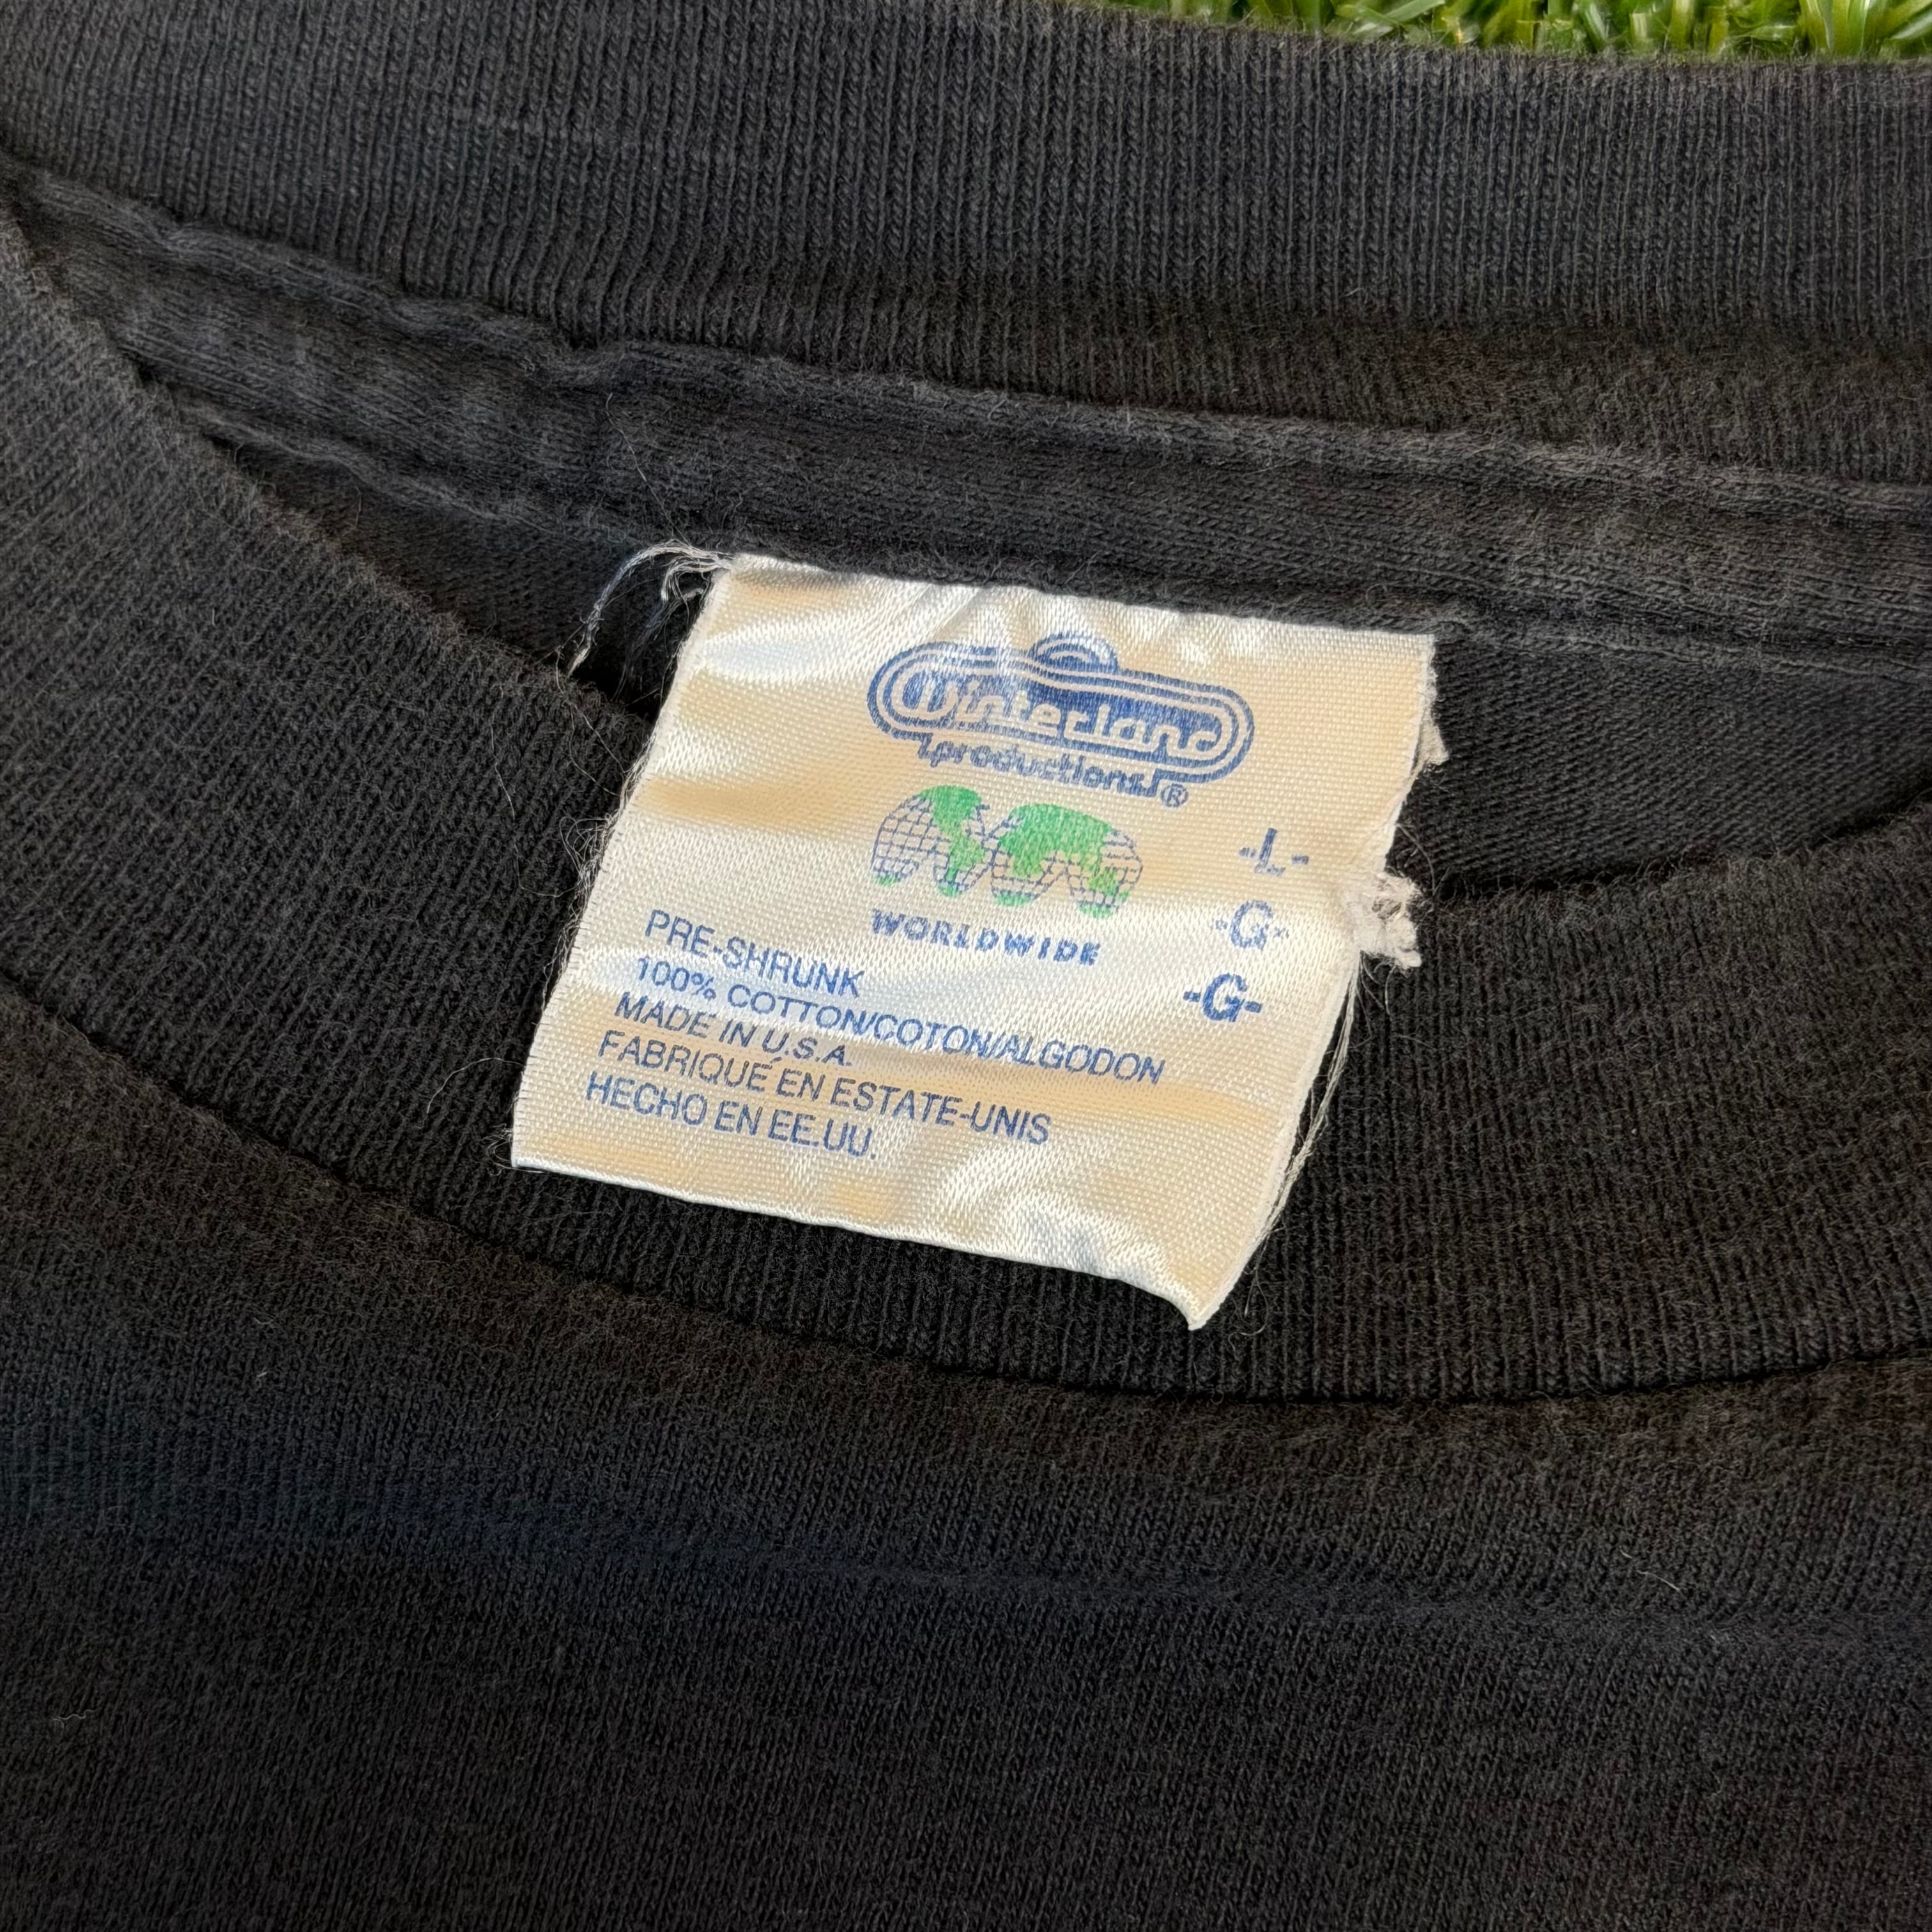 Winterland
productions®
WORLDWIDE
-L-
-G-
-G-
PRE-SHRUNK
100% COTTON/COTON/ALGODON
MADE IN U.S.A.
FABRIQUÉ EN ESTATE-UNIS
HECHO EN EE.UU.